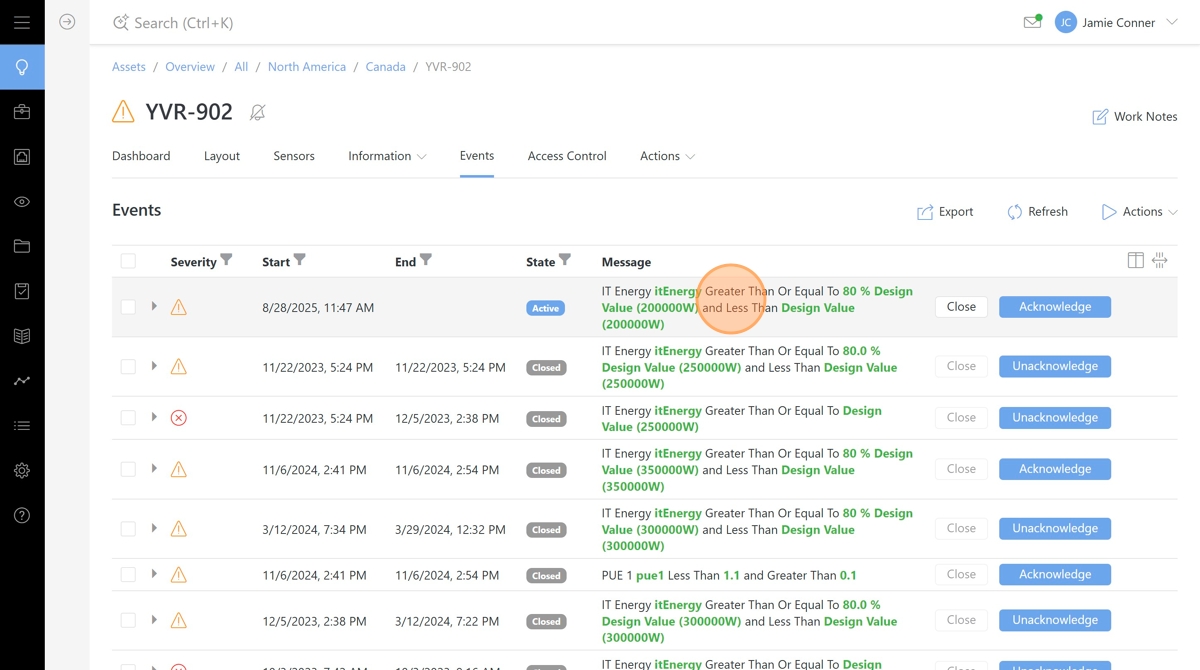 Search (Ctrl+K)
JC Jamie Conner
Assets / Overview / All / North America / Canada / YVR-902
YVR-902
Work Notes
Dashboard Layout Sensors Information Events Access Control Actions
Events
Export Refresh Actions
Severity Start End State Message
8/28/2025, 11:47 AM Active
IT Energy itEnergy Greater Than Or Equal To 80 % Design
Value (200000W) and Less Than Design Value
(200000W)
Close Acknowledge
11/22/2023, 5:24 PM 11/22/2023, 5:24 PM Closed
IT Energy itEnergy Greater Than Or Equal To 80.0 %
Design Value (250000W) and Less Than Design Value
(250000W)
Close Unacknowledge
11/22/2023, 5:24 PM 12/5/2023, 2:38 PM Closed
IT Energy itEnergy Greater Than Or Equal To Design
Value (250000W)
Close Unacknowledge
11/6/2024, 2:41 PM 11/6/2024, 2:54 PM Closed
IT Energy itEnergy Greater Than Or Equal To 80 % Design
Value (350000W) and Less Than Design Value
(350000W)
Close Acknowledge
3/12/2024, 7:34 PM 3/29/2024, 12:32 PM Closed
IT Energy itEnergy Greater Than Or Equal To 80 % Design
Value (300000W) and Less Than Design Value
(300000W)
Close Unacknowledge
11/6/2024, 2:41 PM 11/6/2024, 2:54 PM Closed
PUE 1 pue1 Less Than 1.1 and Greater Than 0.1
Close Acknowledge
12/5/2023, 2:38 PM 3/12/2024, 7:22 PM Closed
IT Energy itEnergy Greater Than Or Equal To 80.0 %
Design Value (300000W) and Less Than Design Value
(300000W)
Close Unacknowledge
IT Energy itEnergy Greater Than Or Equal To Design